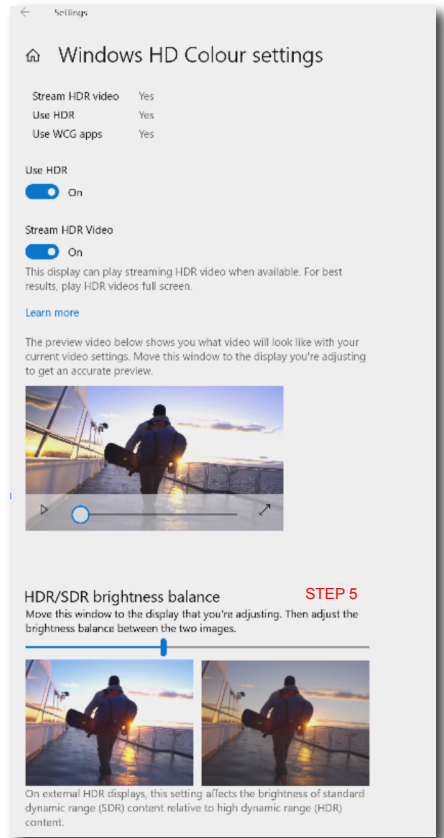 Settings
Windows HD Colour settings
Stream HDR video Yes
Use HDR Yes
Use WCG apps Yes
Use HDR
On
Stream HDR Video
On
This display can play streaming HDR video when available. For best
results, play HDR videos full screen.
Learn more
The preview video below shows you what video will look like with your
current video settings. Move this window to the display you're adjusting
to get an accurate preview.
HDR/SDR brightness balance STEP 5
Move this window to the display that you're adjusting. Then adjust the
brightness balance between the two images.
On external HDR displays, this setting affects the brightness of standard
dynamic range (SDR) content relative to high dynamic range (HDR)
content.